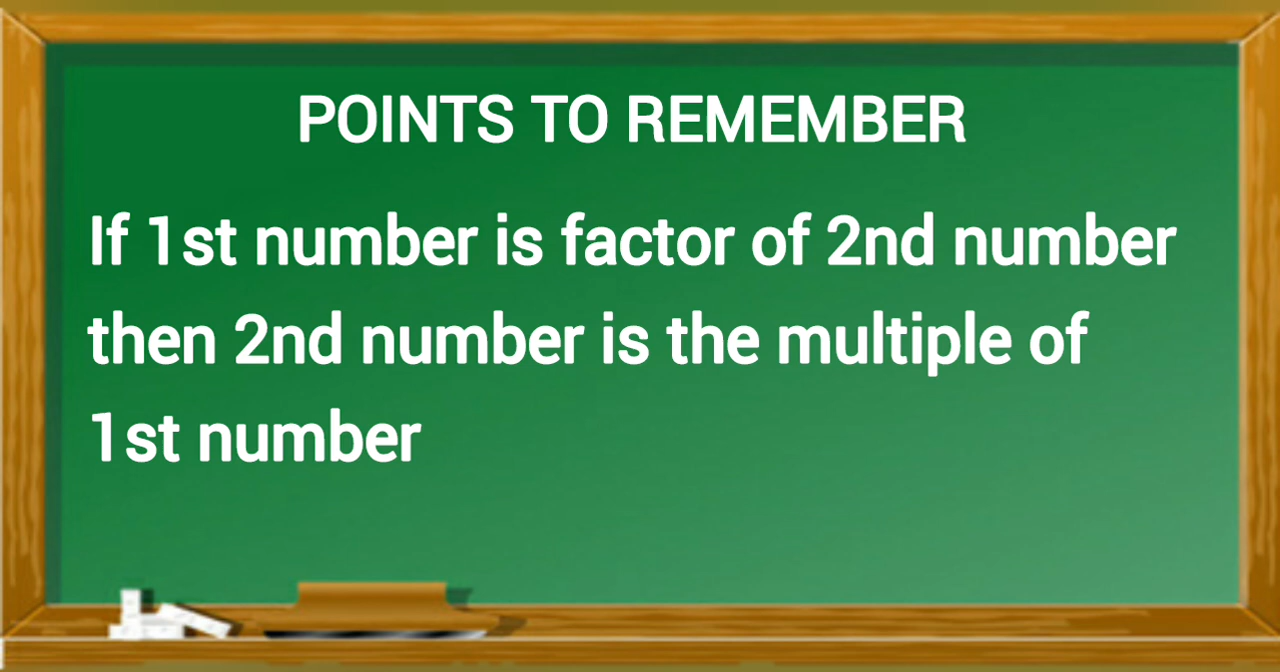 POINTS TO REMEMBER
If 1st number is factor of 2nd number
then 2nd number is the multiple of
1st number